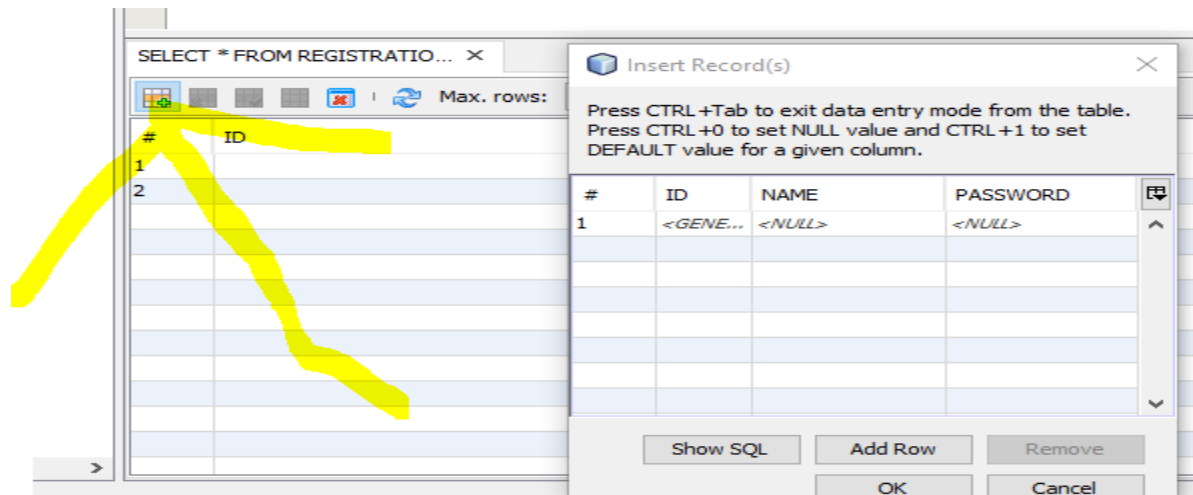 SELECT * FROM REGISTRATIO... ×
Max. rows:
# ID
1
2
Insert Record(s)
Press CTRL+Tab to exit data entry mode from the table.
Press CTRL+0 to set NULL value and CTRL+1 to set
DEFAULT value for a given column.
# ID NAME PASSWORD
1 <GENE... <NULL> <NULL>
Show SQL Add Row Remove
OK Cancel